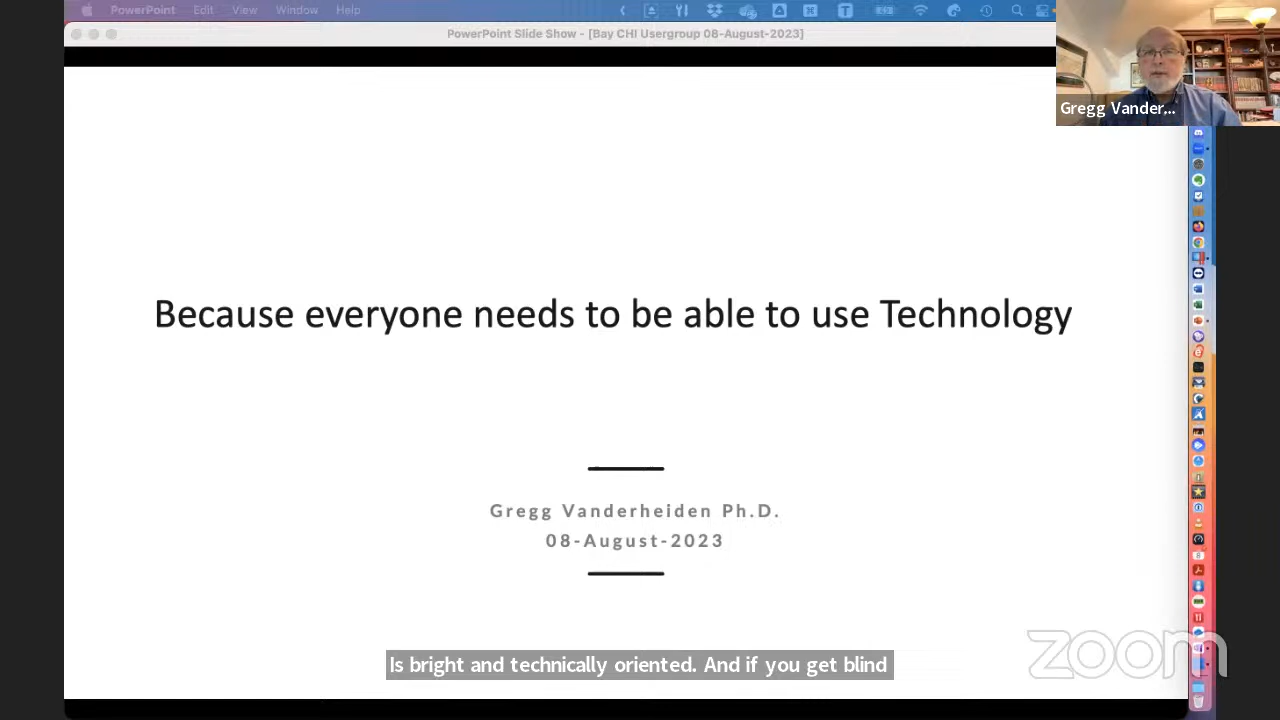 PowerPoint Edit View Window Help
PowerPoint Slide Show - [Bay CHI Usergroup 08-August-2023]
Gregg Vander...
Because everyone needs to be able to use Technology
Gregg Vanderheiden Ph.D.
08-August-2023
Is bright and technically oriented. And if you get blind
zoom